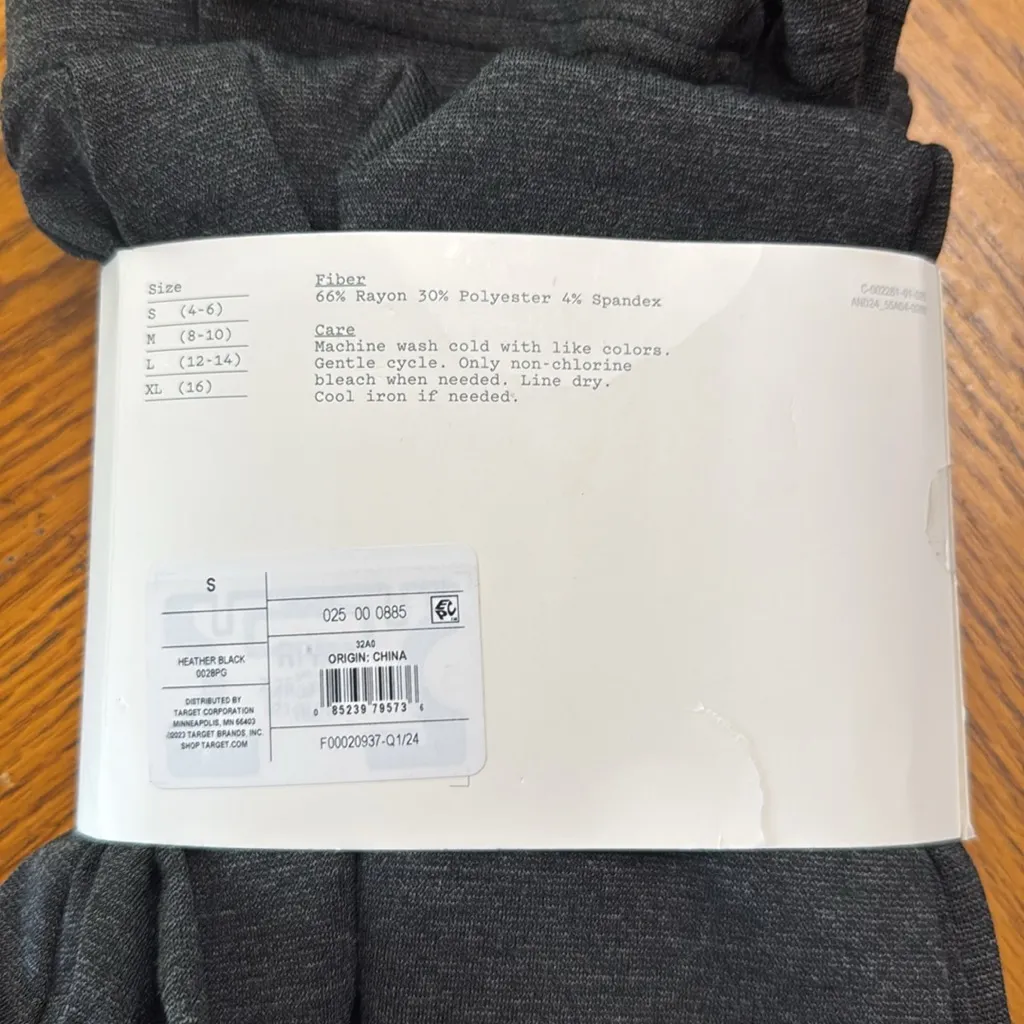 Size
S (4-6)
M (8-10)
L (12-14)
XL (16)
Fiber
66% Rayon 30% Polyester 4% Spandex
Care
Machine wash cold with like colors.
Gentle cycle. Only non-chlorine
bleach when needed. Line dry.
Cool iron if needed.
S
HEATHER BLACK
0028PG
DISTRIBUTED BY
TARGET CORPORATION
MINNEAPOLIS, MN
©2023 TARGET BRANDS, INC.
SHOP TARGET.COM
025 00 0885
32A0
ORIGIN: CHINA
0 85239 79573 6
F00020937-Q1/24